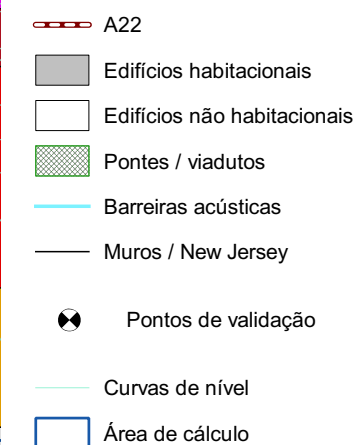 A22
Edifícios habitacionais
Edifícios não habitacionais
Pontes / viadutos
Barreiras acústicas
Muros / New Jersey
Pontos de validação
Curvas de nível
Área de cálculo